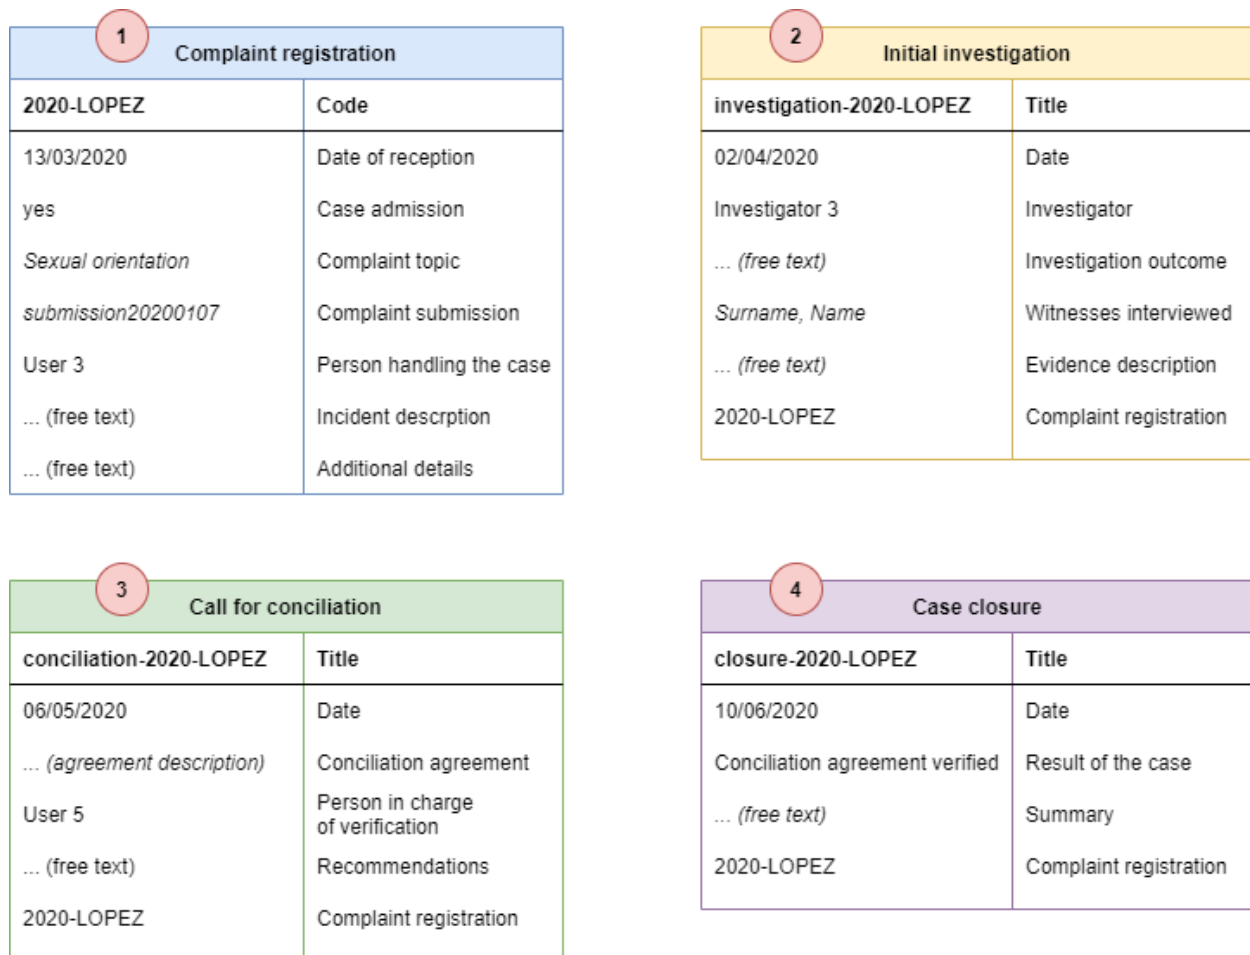 1
Complaint registration
2020-LOPEZ Code
13/03/2020 Date of reception
yes Case admission
Sexual orientation Complaint topic
submission20200107 Complaint submission
User 3 Person handling the case
... (free text) Incident descrption
... (free text) Additional details
2
Initial investigation
investigation-2020-LOPEZ Title
02/04/2020 Date
Investigator 3 Investigator
... (free text) Investigation outcome
Surname, Name Witnesses interviewed
... (free text) Evidence description
2020-LOPEZ Complaint registration
3
Call for conciliation
conciliation-2020-LOPEZ Title
06/05/2020 Date
... (agreement description) Conciliation agreement
User 5 Person in charge
of verification
... (free text) Recommendations
2020-LOPEZ Complaint registration
4
Case closure
closure-2020-LOPEZ Title
10/06/2020 Date
Conciliation agreement verified Result of the case
... (free text) Summary
2020-LOPEZ Complaint registration